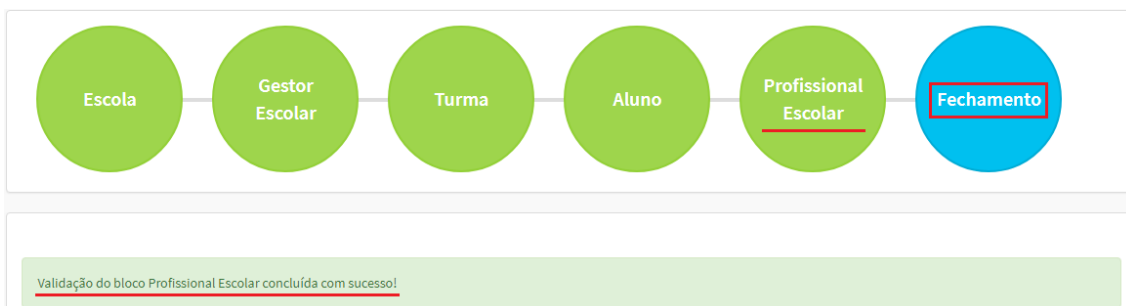 Escola
Gestor
Escolar
Turma
Aluno
Profissional
Escolar
Fechamento
Validação do bloco Profissional Escolar concluída com sucesso!